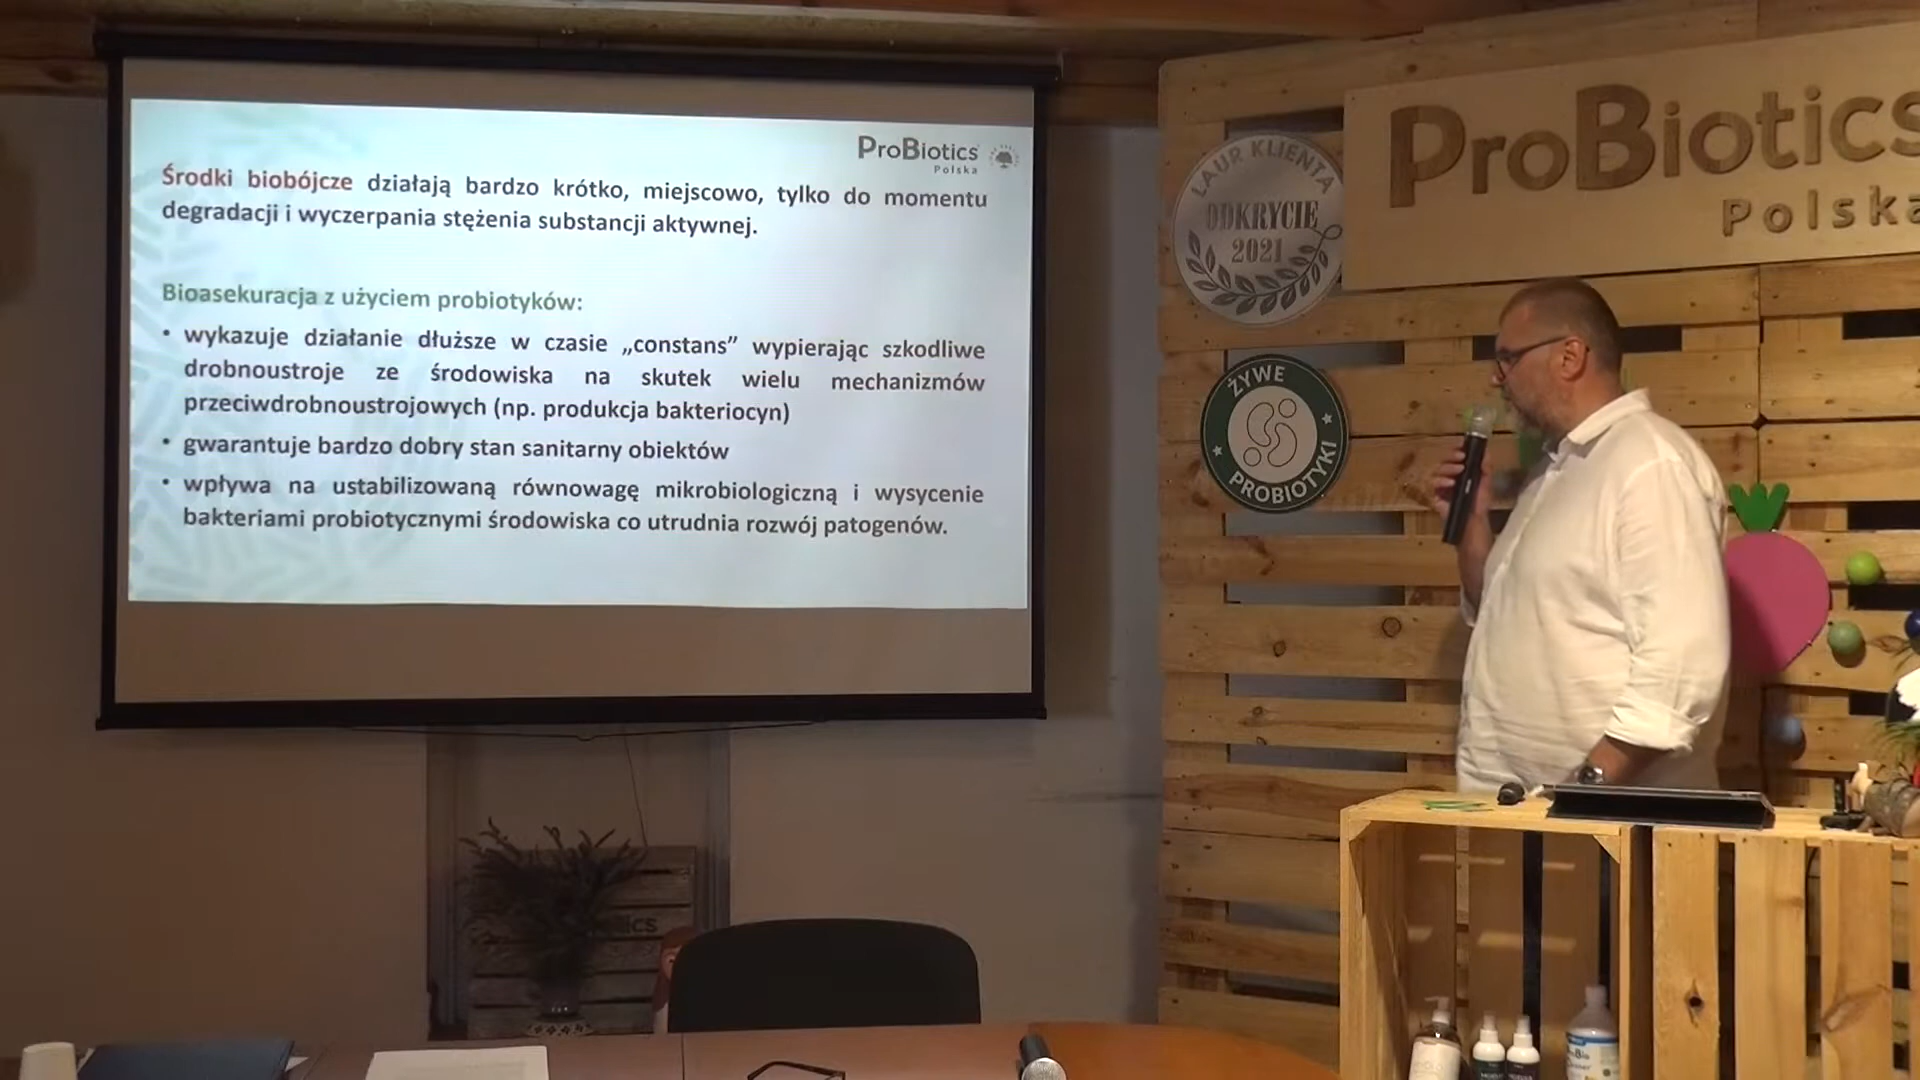 ProBiotics
Polska
Środki biobójcze działają bardzo krótko, miejscowo, tylko do momentu
degradacji i wyczerpania stężenia substancji aktywnej.
Bioasekuracja z użyciem probiotyków:
• wykazuje działanie dłuższe w czasie „constans” wypierając szkodliwe
drobnoustroje ze środowiska na skutek wielu mechanizmów
przeciwdrobnoustrojowych (np. produkcja bakteriocyn)
• gwarantuje bardzo dobry stan sanitarny obiektów
• wpływa na ustabilizowaną równowagę mikrobiologiczną i wysycenie
bakteriami probiotycznymi środowiska co utrudnia rozwój patogenów.
ProBiotics
Polska
LAUR KLIENTA
ODKRYCIE
2021
ŻYWE
PROBIOTYKI